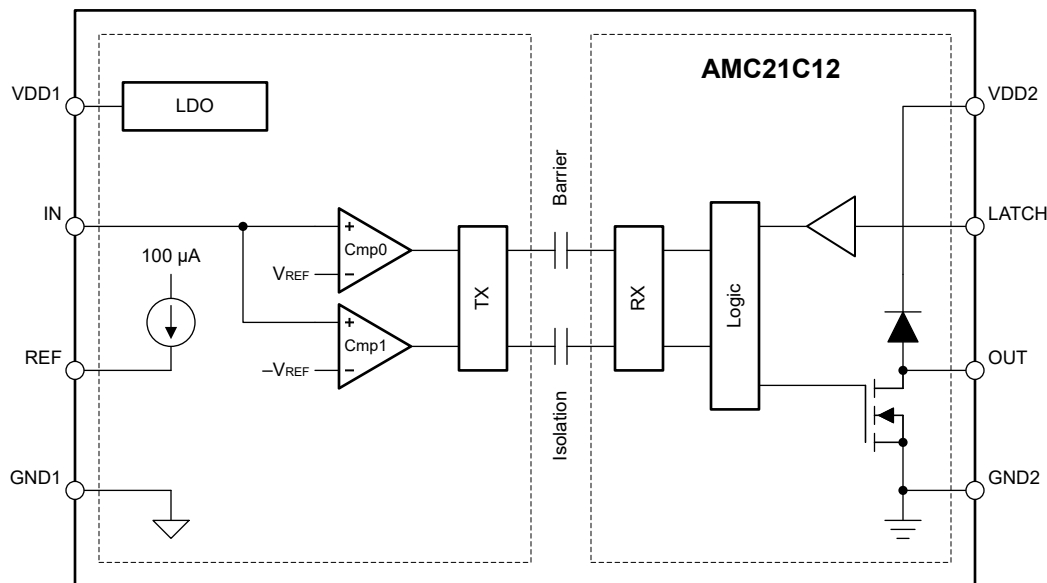 AMC21C12
VDD1
LDO
VDD2
Barrier
IN
LATCH
+
Cmp0
100 µA
VREF
−
TX
RX
Logic
+
Cmp1
REF
−VREF
−
OUT
Isolation
GND1
GND2